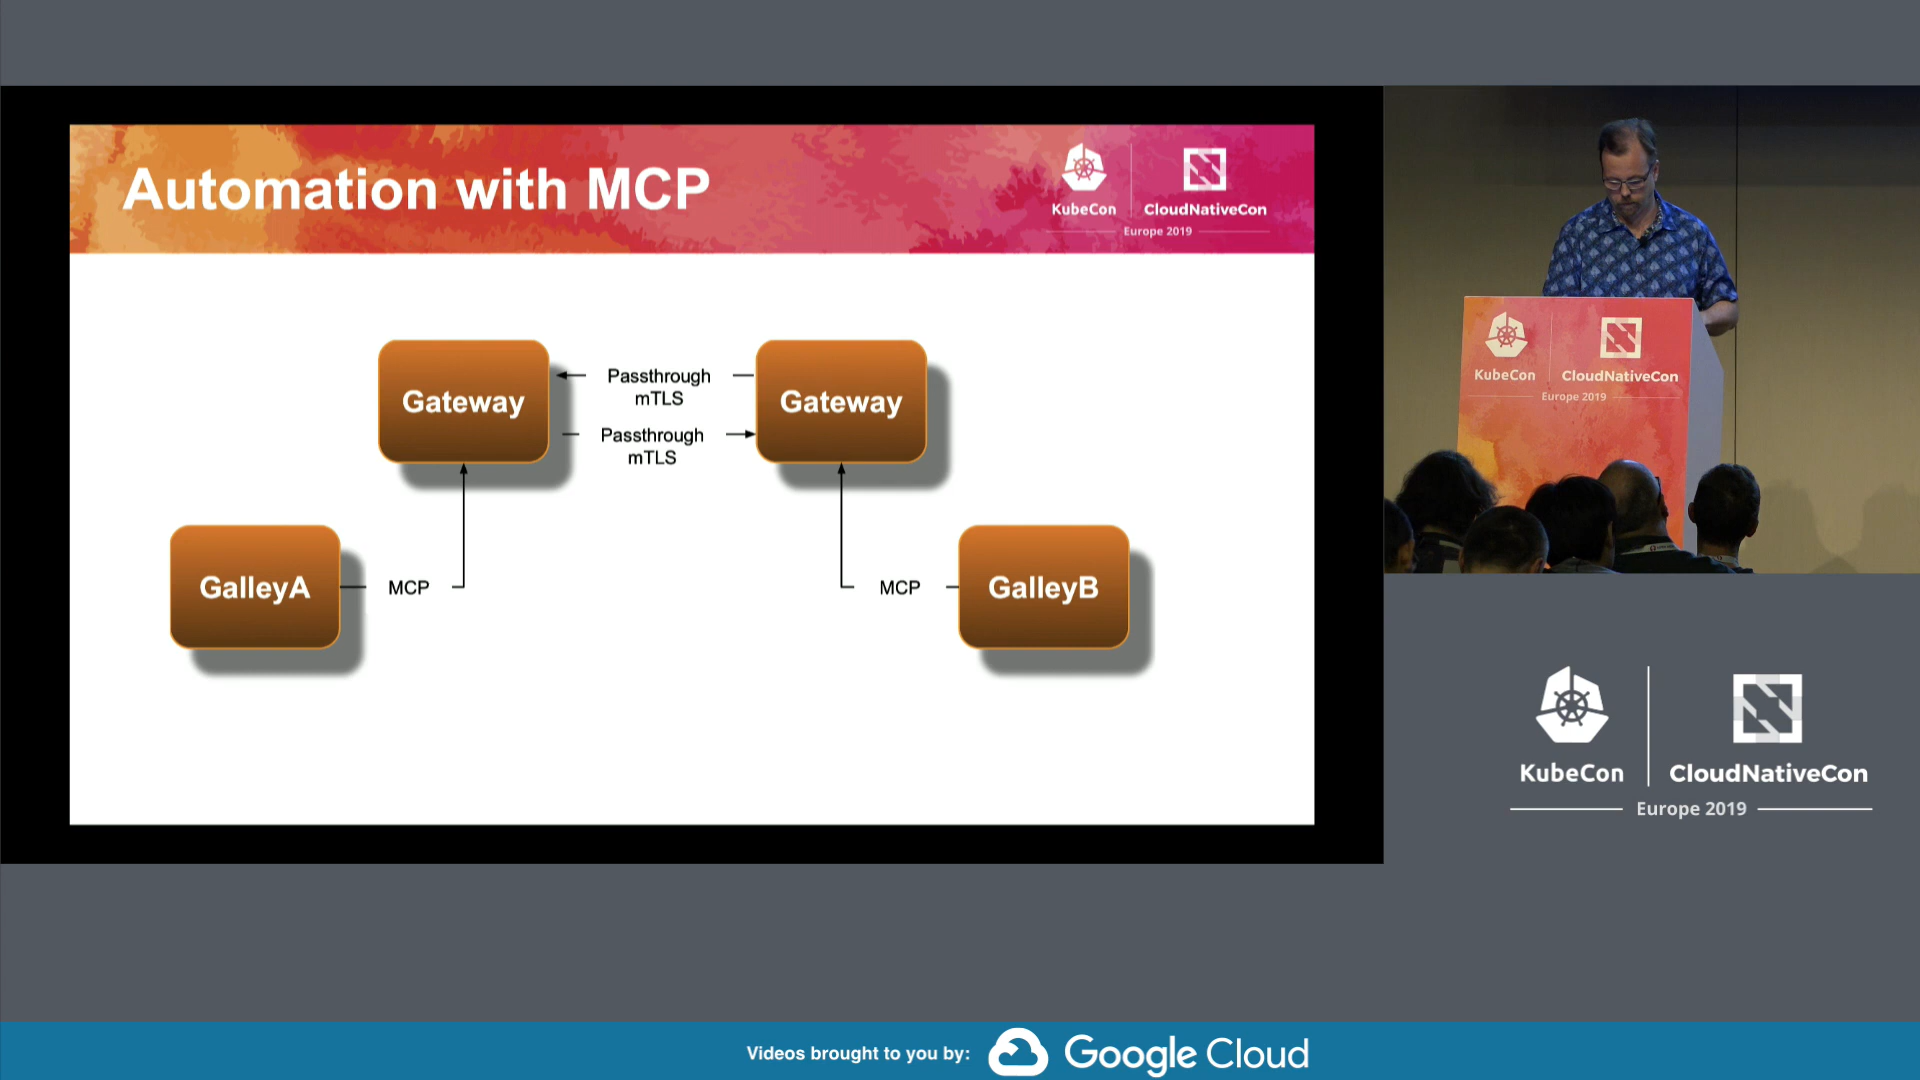 Automation with MCP
KubeCon
CloudNativeCon
Europe 2019
Gateway
Passthrough
mTLS
Passthrough
mTLS
Gateway
GalleyA
MCP
MCP
GalleyB
KubeCon
CloudNativeCon
Europe 2019
KubeCon
CloudNativeCon
Europe 2019
Videos brought to you by:
Google Cloud